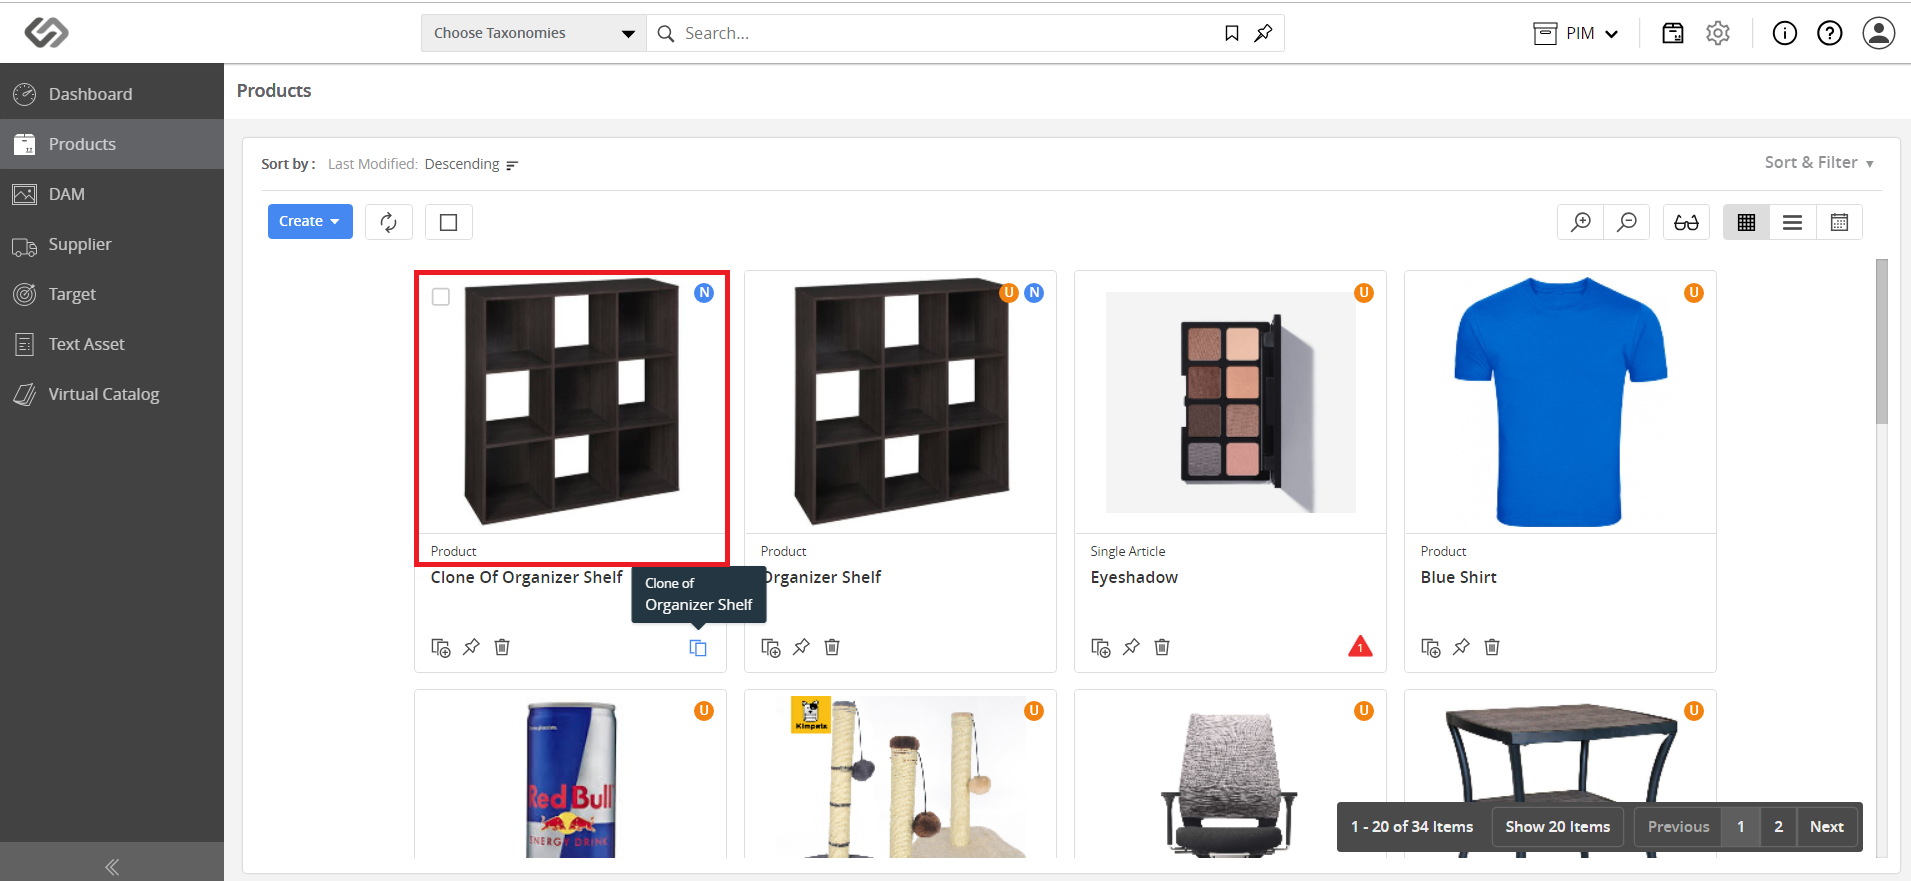 Choose Taxonomies
Search...
PIM
Dashboard
Products
DAM
Supplier
Target
Text Asset
Virtual Catalog
Products
Sort by : Last Modified: Descending
Sort & Filter
Create
N
U N
U
U
Product
Clone Of Organizer Shelf
Clone of
Organizer Shelf
Product
Organizer Shelf
Single Article
Eyeshadow
1
Product
Blue Shirt
U
U
U
U
Kimpets
Red Bull
ENERGY DRINK
1 - 20 of 34 Items
Show 20 Items
Previous
1
2
Next